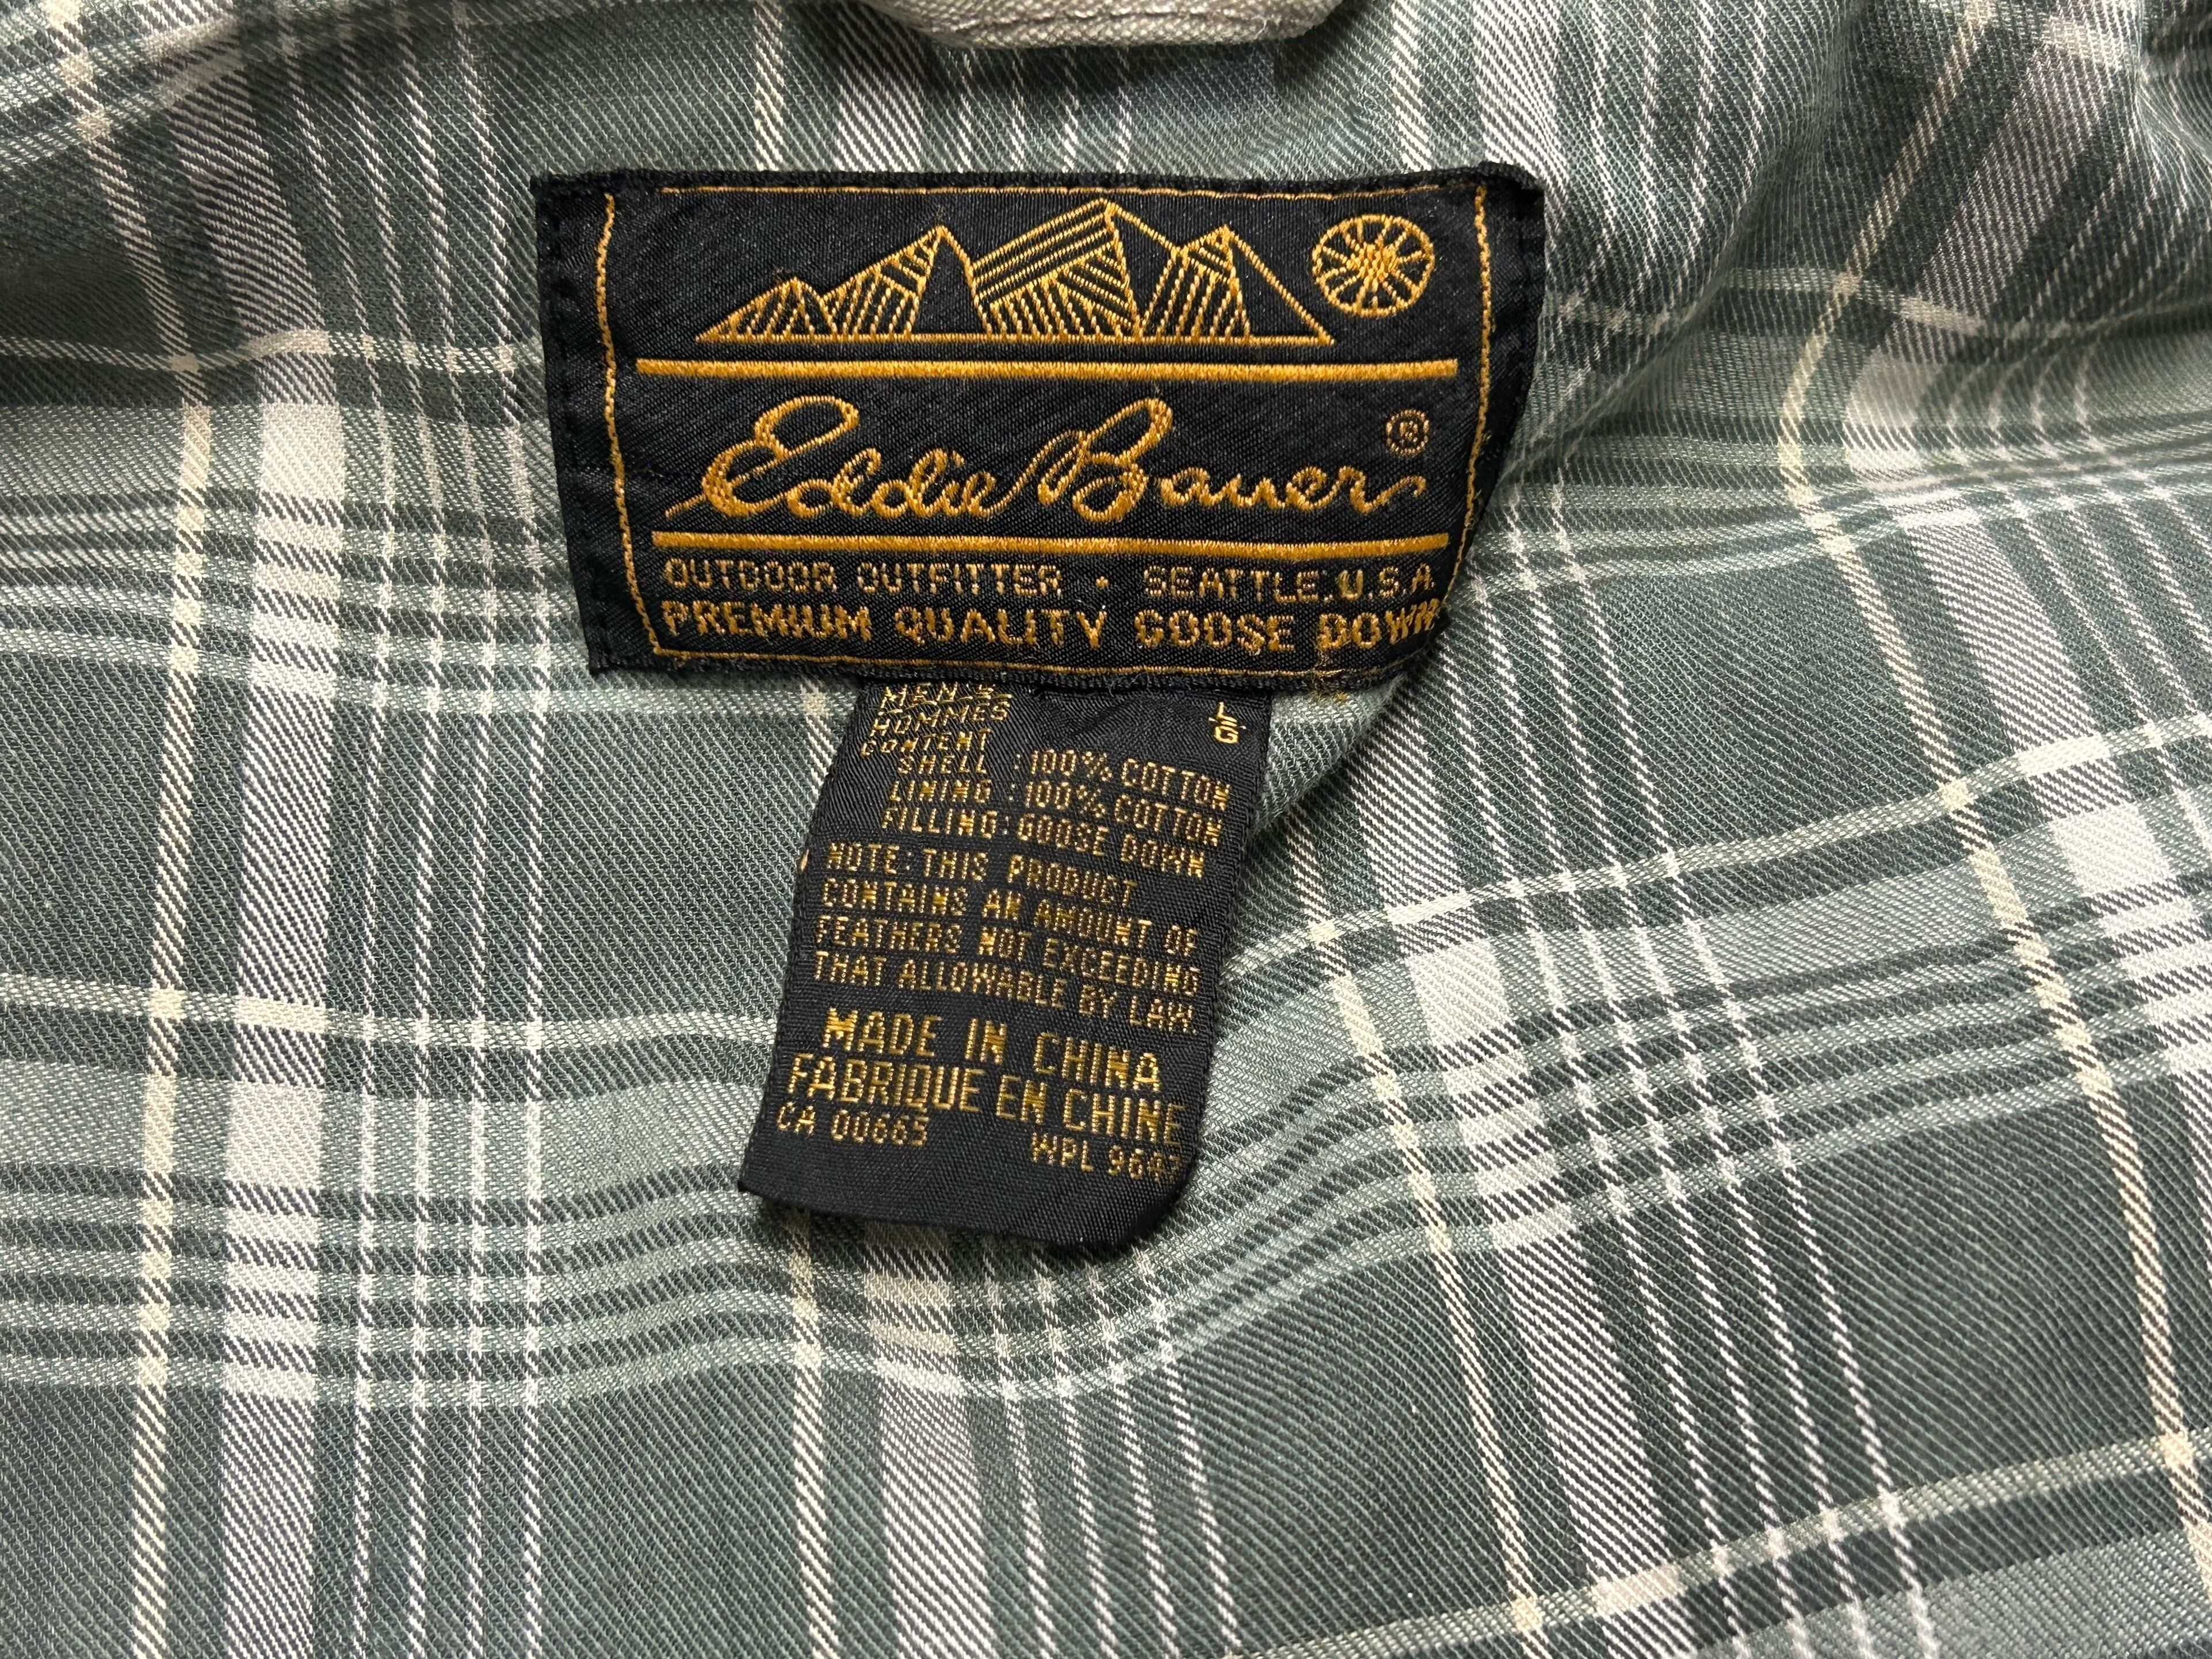 Eddie Bauer ®
OUTDOOR OUTFITTER · SEATTLE. U.S.A.
PREMIUM QUALITY GOOSE DOWN
MEN'S
HOMMES
L
G
CONTENT
SHELL : 100% COTTON
LINING : 100% COTTON
FILLING: GOOSE DOWN
NOTE: THIS PRODUCT
CONTAINS AN AMOUNT OF
FEATHERS NOT EXCEEDING
THAT ALLOWABLE BY LAW
MADE IN CHINA
FABRIQUE EN CHINE
CA 00665 WPL